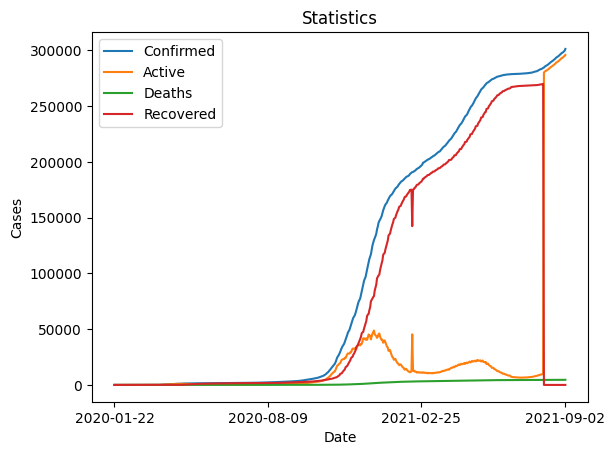 Statistics
Confirmed
Active
Deaths
Recovered
300000
250000
200000
150000
100000
50000
0
Cases
2020-01-22
2020-08-09
2021-02-25
2021-09-02
Date